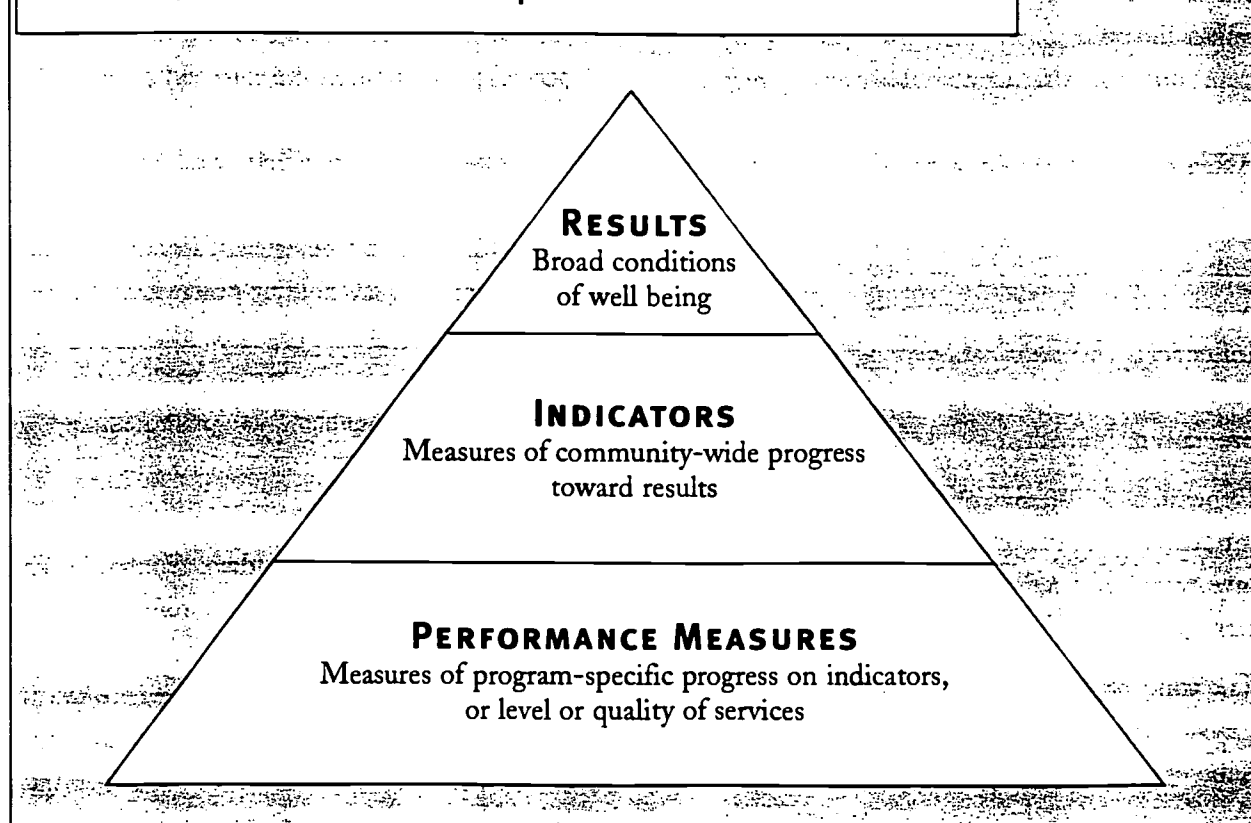 RESULTS
Broad conditions
of well being
INDICATORS
Measures of community-wide progress
toward results
PERFORMANCE MEASURES
Measures of program-specific progress on indicators,
or level or quality of services